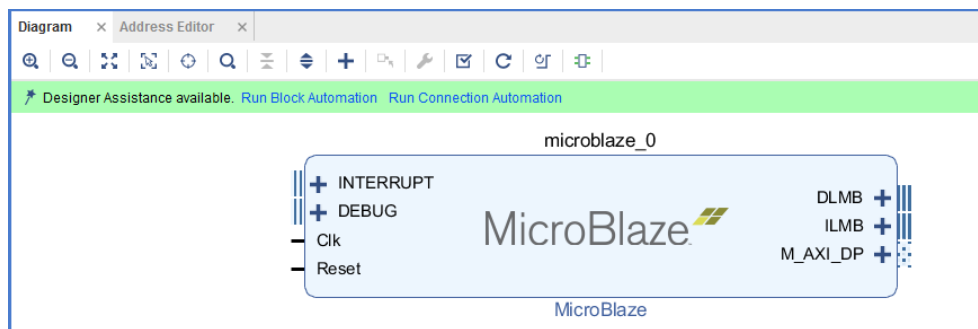 Diagram × Address Editor ×
Designer Assistance available. Run Block Automation Run Connection Automation
microblaze_0
INTERRUPT
DEBUG
Clk
Reset
MicroBlaze
DLMB
ILMB
M_AXI_DP
MicroBlaze